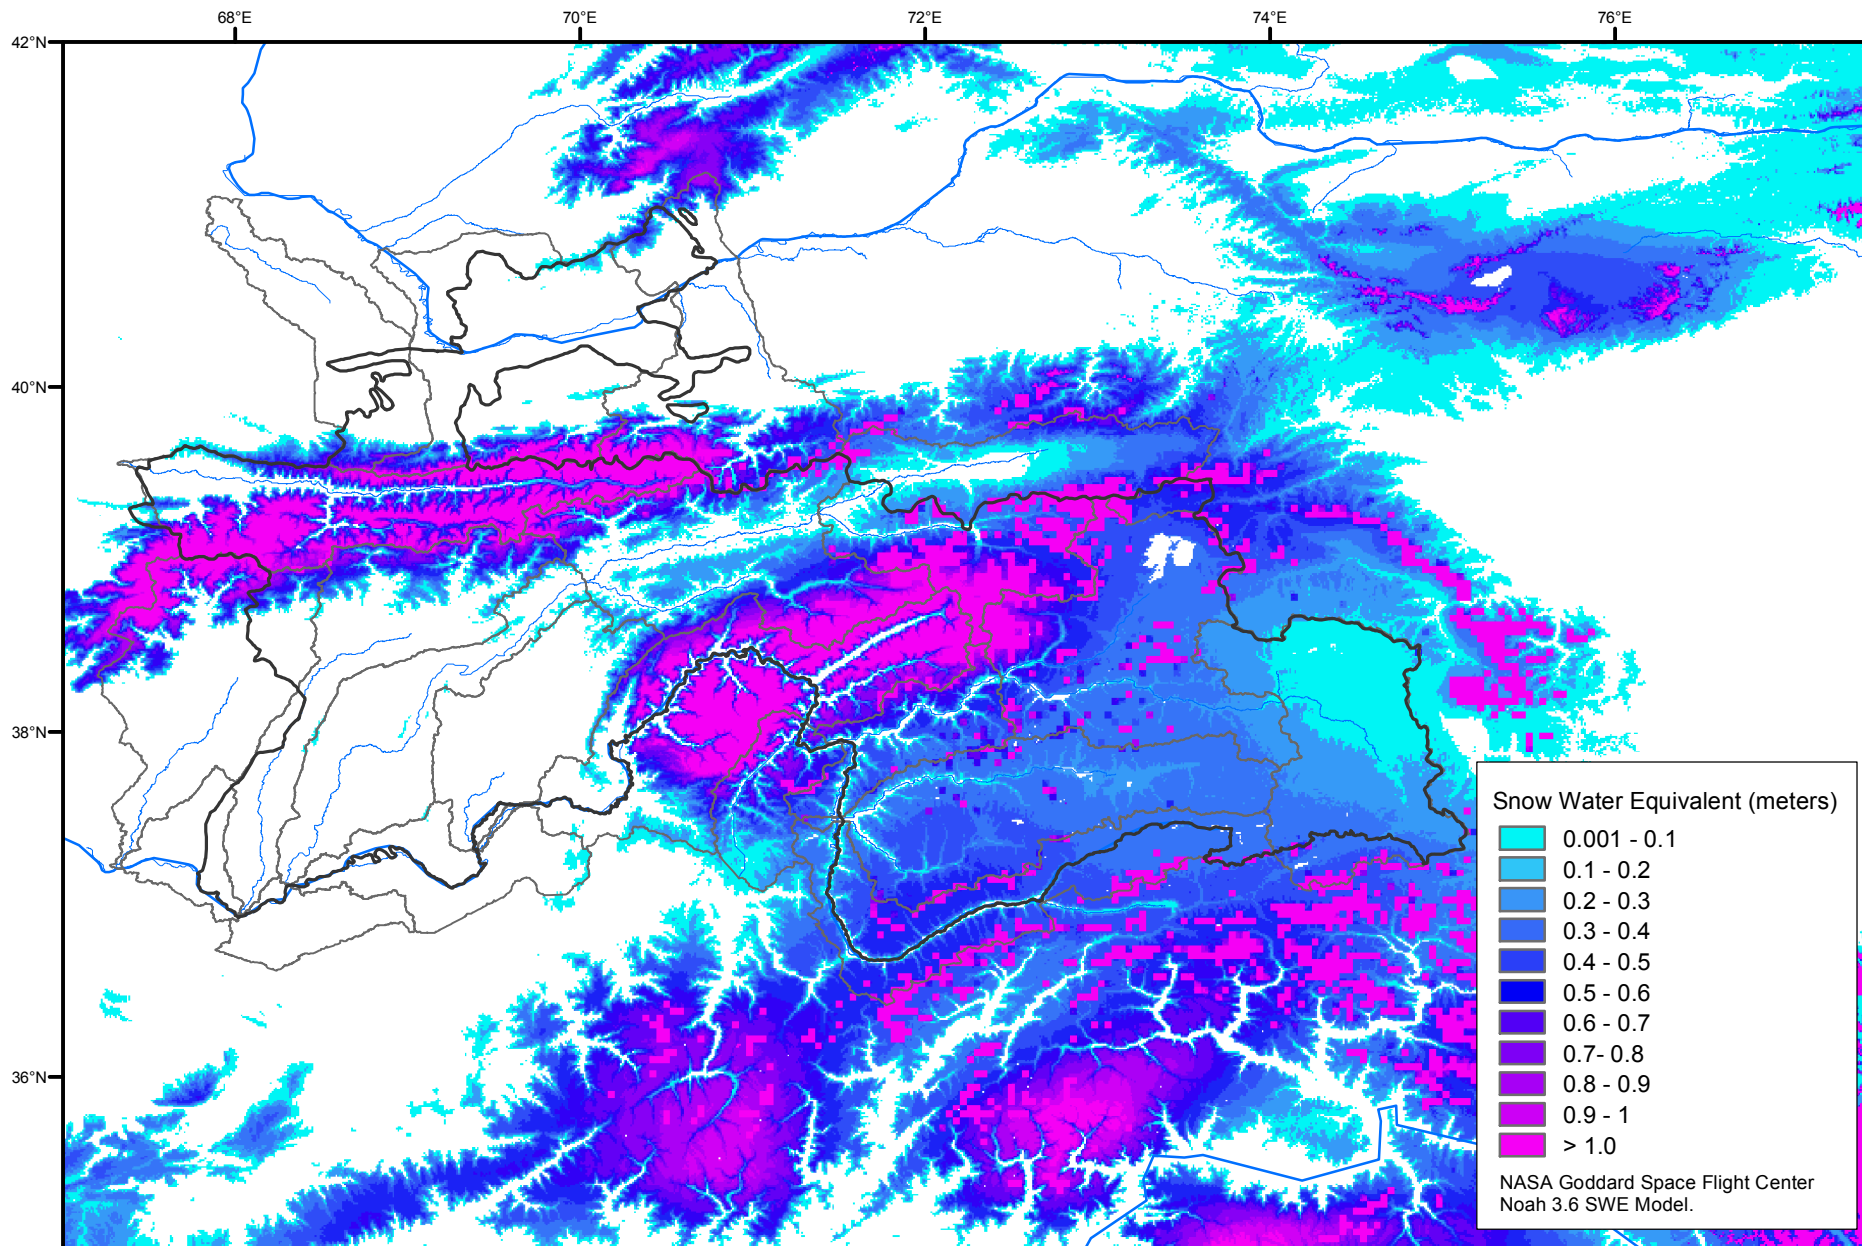 68°E
70°E
72°E
74°E
76°E
42°N
40°N
38°N
36°N
Snow Water Equivalent (meters)
0.001 - 0.1
0.1 - 0.2
0.2 - 0.3
0.3 - 0.4
0.4 - 0.5
0.5 - 0.6
0.6 - 0.7
0.7- 0.8
0.8 - 0.9
0.9 - 1
> 1.0
NASA Goddard Space Flight Center
Noah 3.6 SWE Model.